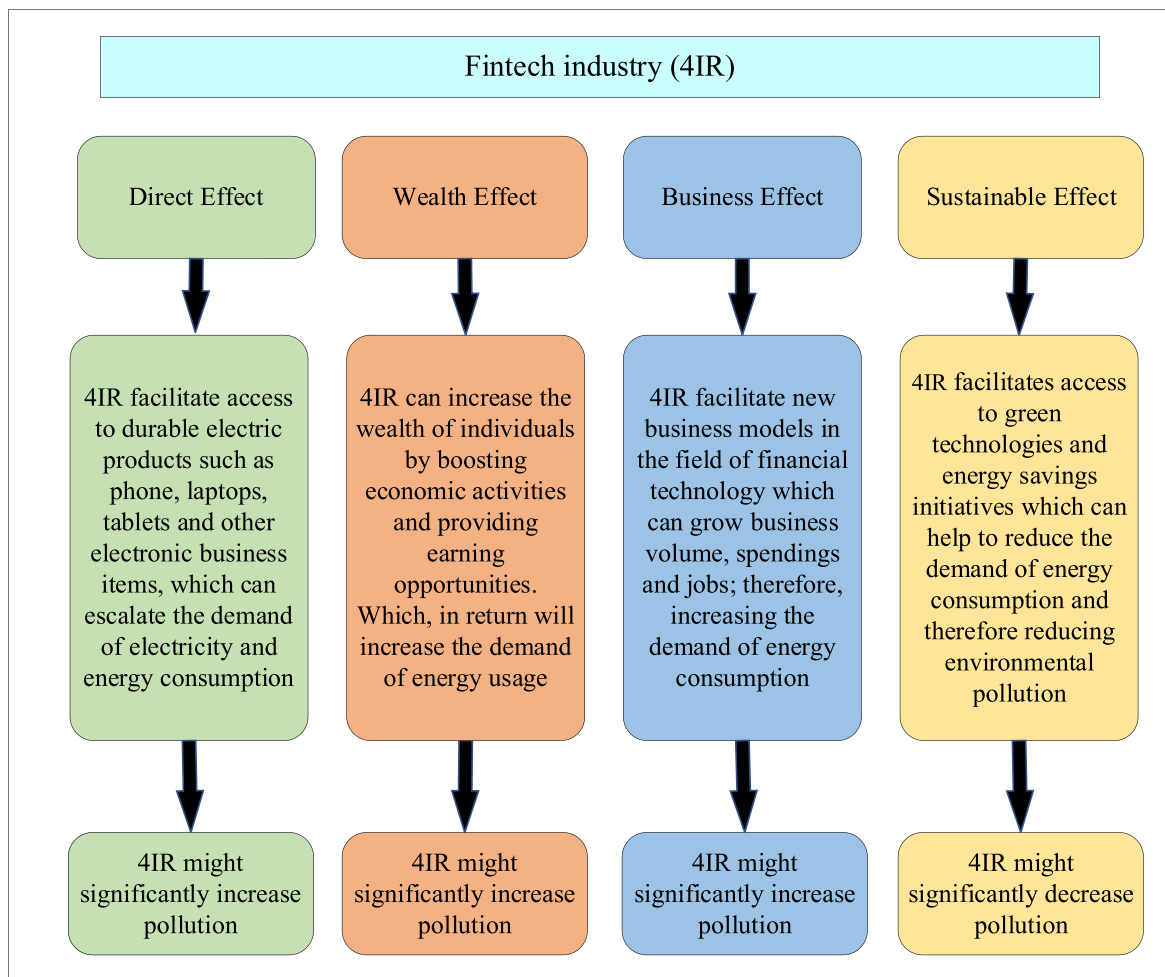 Fintech industry (4IR)
Direct Effect
Wealth Effect
Business Effect
Sustainable Effect
4IR facilitate access
to durable electric
products such as
phone, laptops,
tablets and other
electronic business
items, which can
escalate the demand
of electricity and
energy consumption
4IR can increase the
wealth of individuals
by boosting
economic activities
and providing
earning
opportunities.
Which, in return will
increase the demand
of energy usage
4IR facilitate new
business models in
the field of financial
technology which
can grow business
volume, spendings
and jobs; therefore,
increasing the
demand of energy
consumption
4IR facilitates access
to green
technologies and
energy savings
initiatives which can
help to reduce the
demand of energy
consumption and
therefore reducing
environmental
pollution
4IR might
significantly increase
pollution
4IR might
significantly increase
pollution
4IR might
significantly increase
pollution
4IR might
significantly decrease
pollution